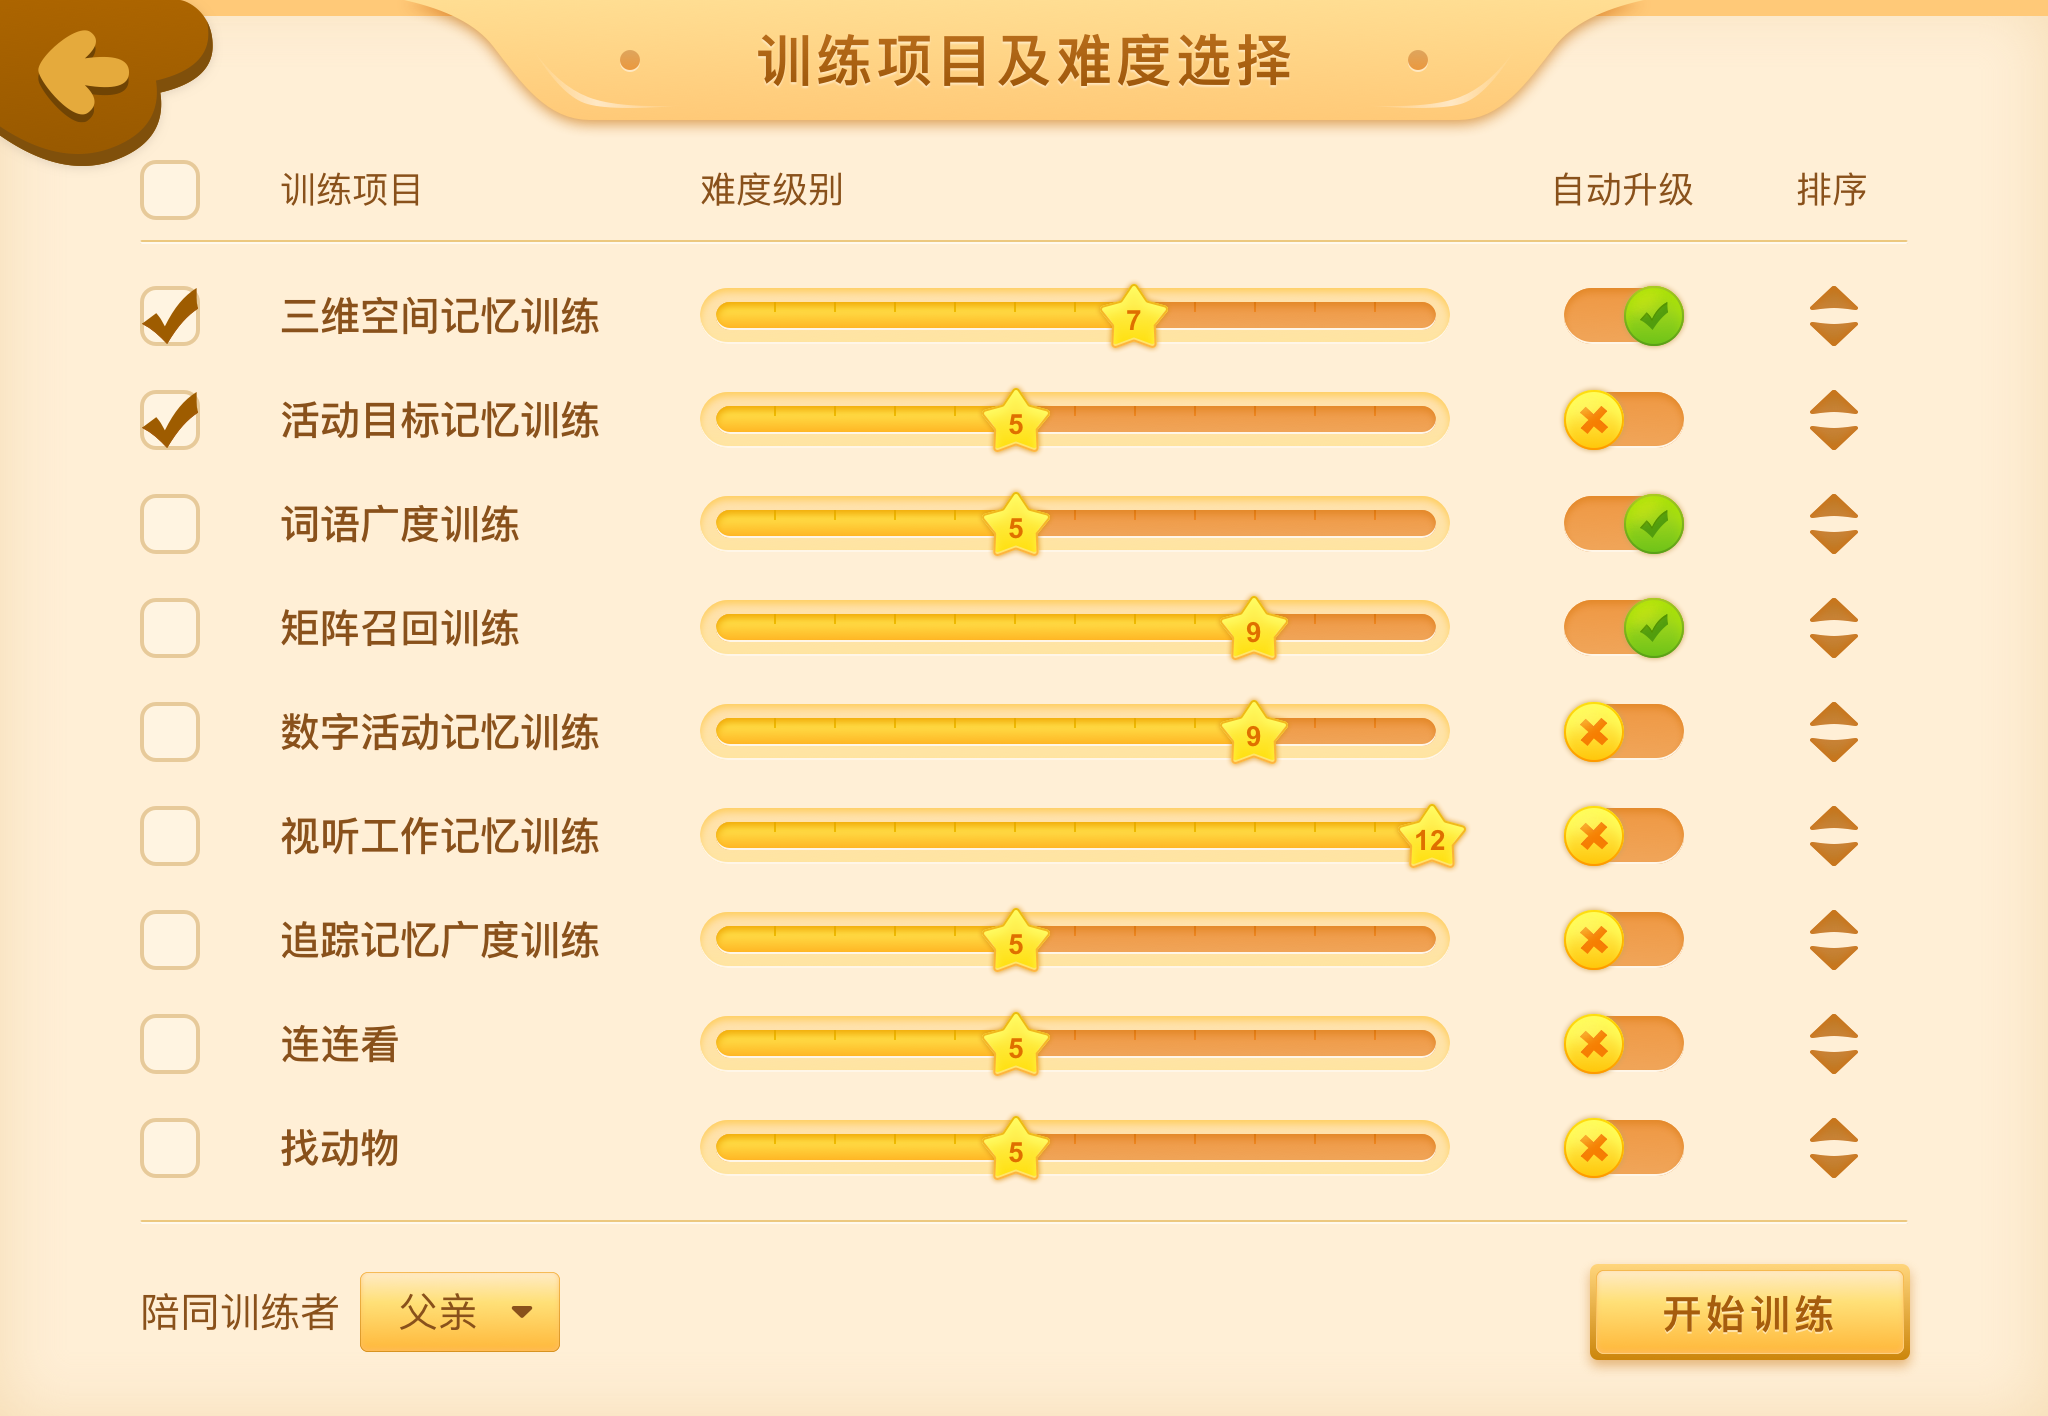 训练项目及难度选择
训练项目 难度级别 自动升级 排序
三维空间记忆训练 7
活动目标记忆训练 5
词语广度训练 5
矩阵召回训练 9
数字活动记忆训练 9
视听工作记忆训练 12
追踪记忆广度训练 5
连连看 5
找动物 5
陪同训练者 父亲 开始训练